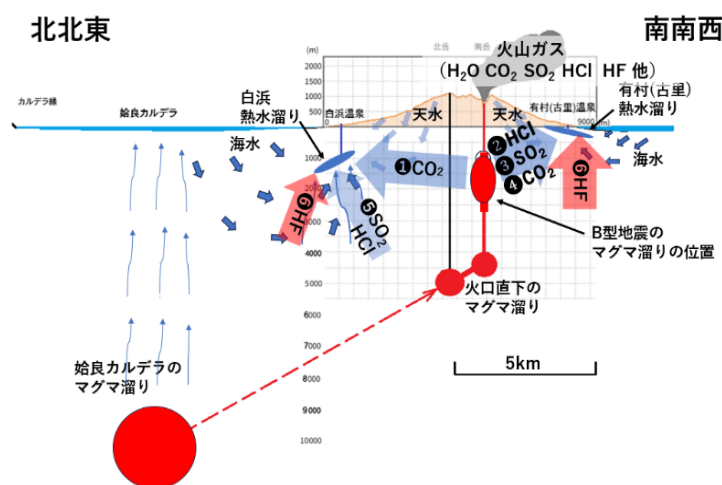 北北東
南南西
火山ガス
（H₂O CO₂ SO₂ HCl HF 他）
北岳
南岳
(m)
2000
1500
1000
500
0
白浜
熱水溜り
白浜温泉
有村(古里)
熱水溜り
有村(古里)温泉
9000(m)
カルデラ縁
姶良カルデラ
天水
天水
海水
海水
❶CO₂
❷HCl
❸SO₂
❹CO₂
❺SO₂
HCl
❻HF
❻HF
B型地震の
マグマ溜りの位置
火口直下の
マグマ溜り
姶良カルデラの
マグマ溜り
5km
1000
2000
3000
4000
5000
6000
7000
8000
9000
10000